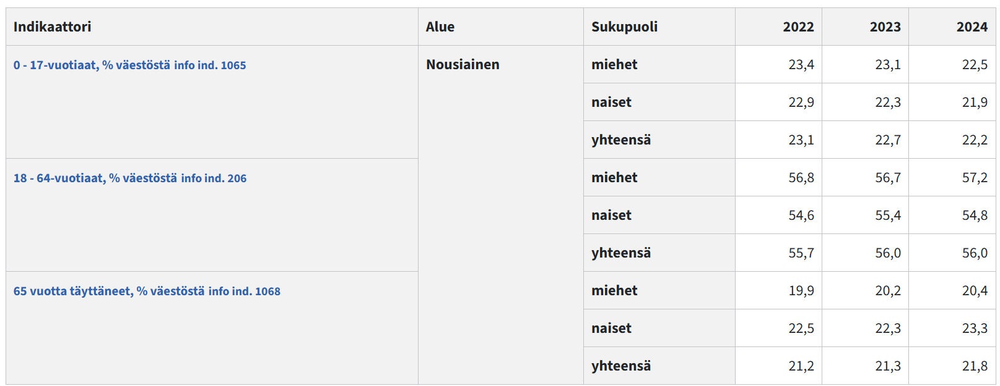 Indikaattori Alue Sukupuoli 2022 2023 2024
0 - 17-vuotiaat, % väestöstä info ind. 1065 Nousiainen miehet 23,4 23,1 22,5
naiset 22,9 22,3 21,9
yhteensä 23,1 22,7 22,2
18 - 64-vuotiaat, % väestöstä info ind. 206 miehet 56,8 56,7 57,2
naiset 54,6 55,4 54,8
yhteensä 55,7 56,0 56,0
65 vuotta täyttäneet, % väestöstä info ind. 1068 miehet 19,9 20,2 20,4
naiset 22,5 22,3 23,3
yhteensä 21,2 21,3 21,8